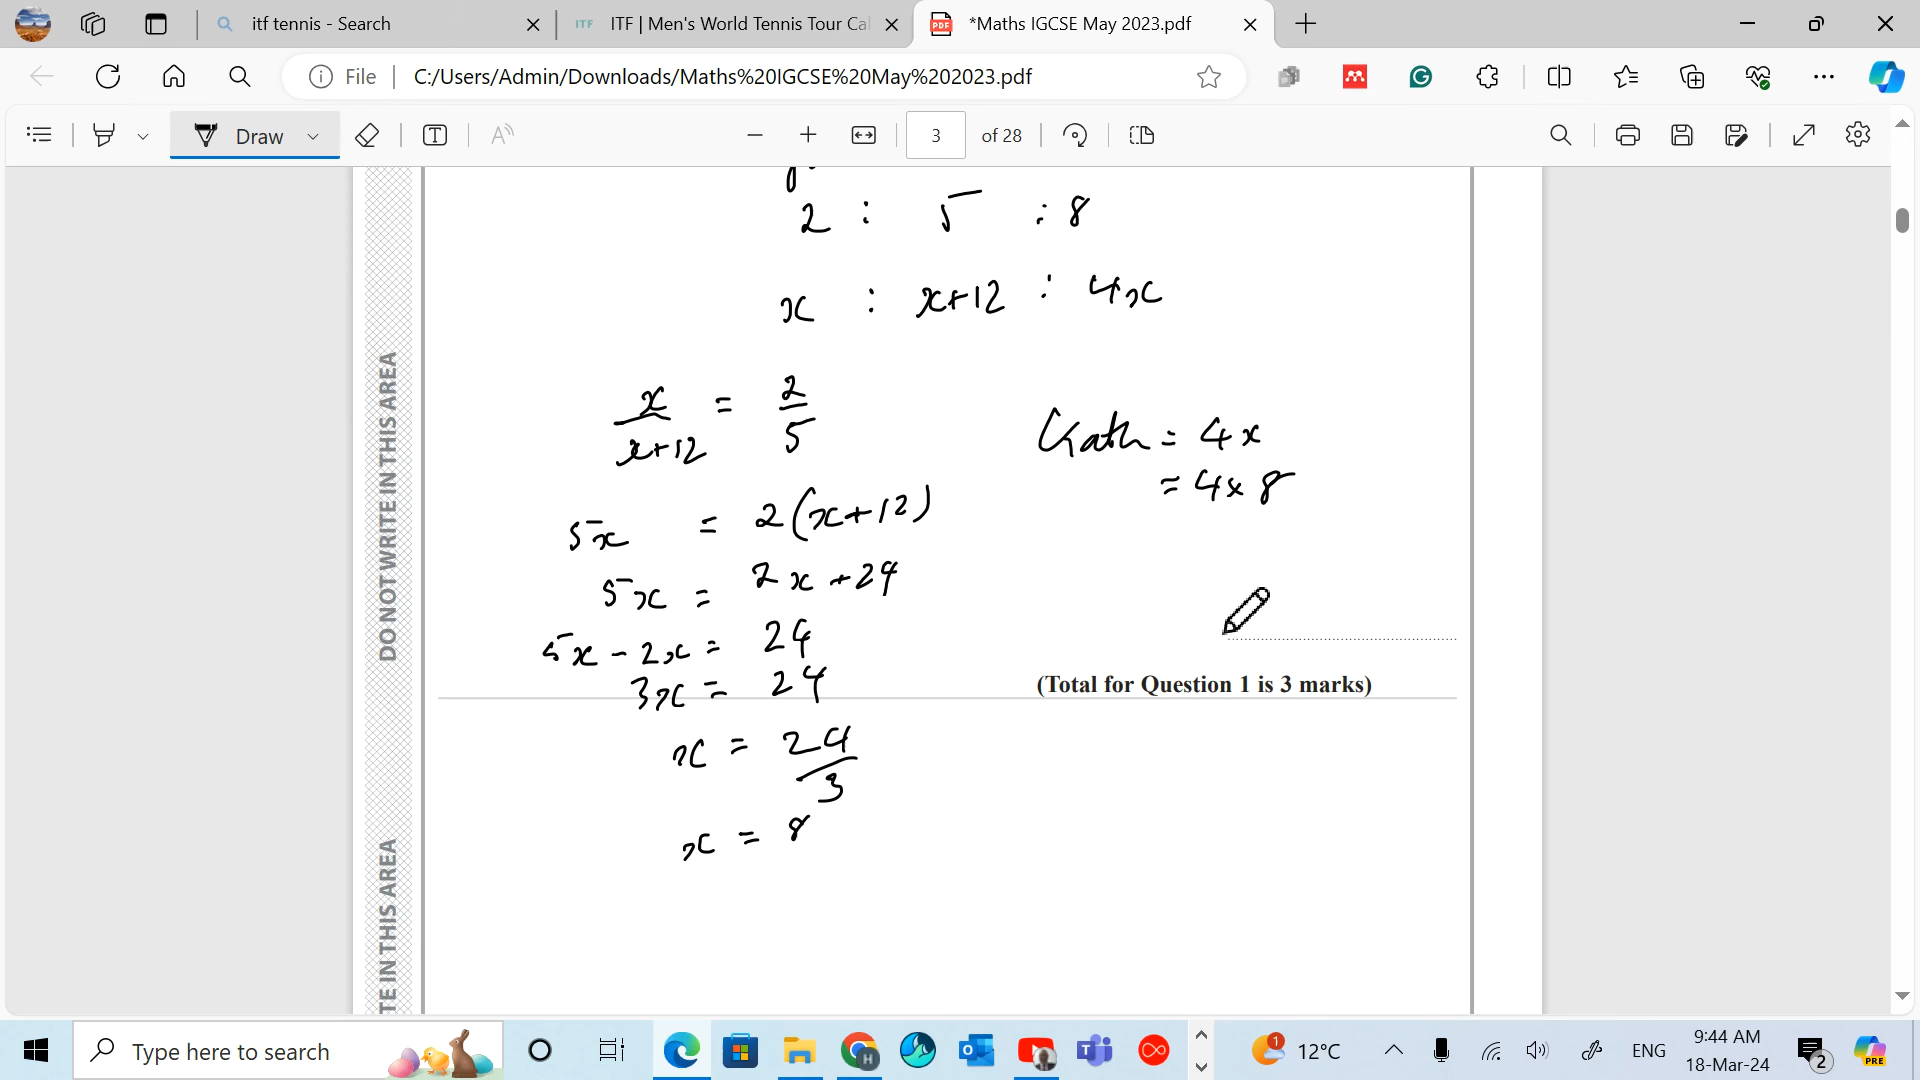 itf tennis - Search
ITF | Men's World Tennis Tour Cal
*Maths IGCSE May 2023.pdf
File
C:/Users/Admin/Downloads/Maths%20IGCSE%20May%202023.pdf
Draw
3 of 28
2 : 5 : 8
x : x+12 : 4x
x/x+12 = 2/5
5x = 2(x+12)
5x = 2x+24
5x - 2x = 24
3x = 24
x = 24/3
x = 8
= 4x
= 4x8
(Total for Question 1 is 3 marks)
DO NOT WRITE IN THIS AREA
TE IN THIS AREA
Type here to search
12°C
ENG
9:44 AM
18-Mar-24
2
PRE